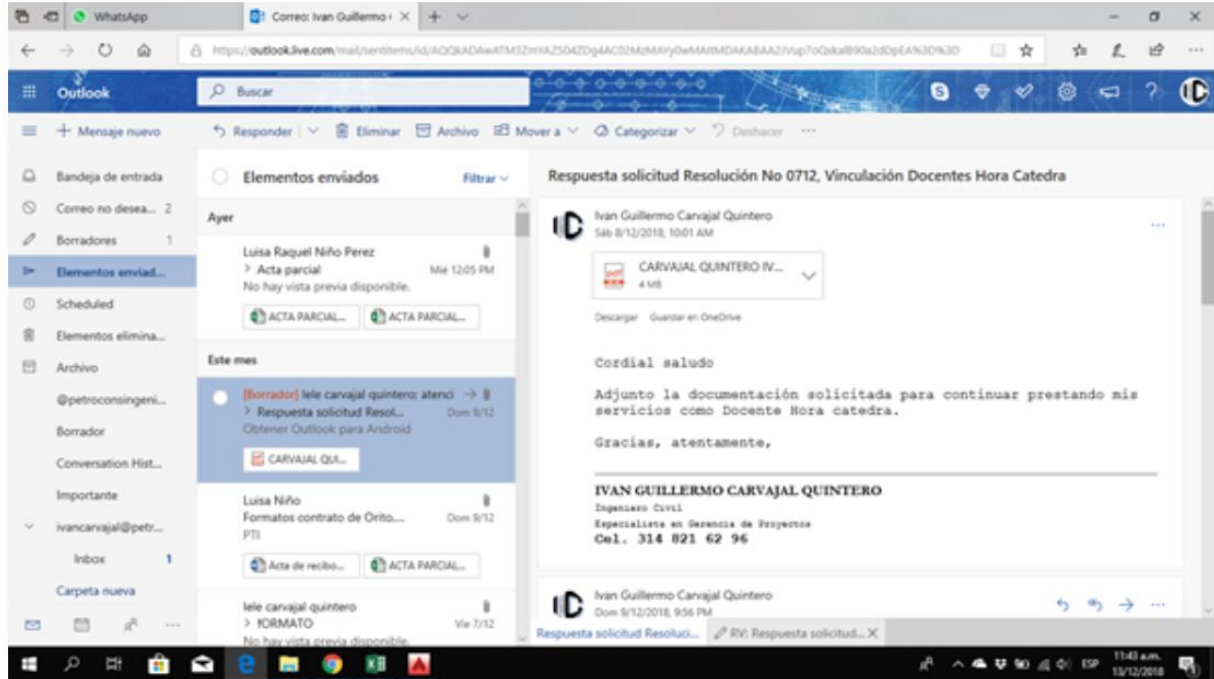 WhatsApp
Correo: Ivan Guillermo
Outlook
Buscar
Mensaje nuevo
Responder
Eliminar
Archivo
Mover a
Categorizar
Deshacer
Bandeja de entrada
Correo no desea... 2
Borradores 1
Elementos enviad...
Scheduled
Elementos elimina...
Archivo
@petroconsingeni...
Borrador
Conversation Hist...
Importante
ivancarvajal@petr...
Inbox 1
Carpeta nueva
Elementos enviados
Filtrar
Ayer
Luisa Raquel Niño Perez
> Acta parcial Mié 12:05 PM
No hay vista previa disponible.
ACTA PARCIAL... ACTA PARCIAL...
Este mes
[Borrador] lele carvajal quintero; atenci
> Respuesta solicitud Resol... Dom 9/12
Obtener Outlook para Android
CARVAJAL QUI...
Luisa Niño
Formatos contrato de Orito.... Dom 9/12
PTI
Acta de recibo... ACTA PARCIAL...
lele carvajal quintero
> fORMATO Vie 7/12
No hay vista previa disponible.
Respuesta solicitud Resolución No 0712, Vinculación Docentes Hora Catedra
Ivan Guillermo Carvajal Quintero
Sáb 8/12/2018, 10:01 AM
CARVAJAL QUINTERO IV...
4 MB
Descargar Guardar en OneDrive
Cordial saludo
Adjunto la documentación solicitada para continuar prestando mis
servicios como Docente Hora catedra.
Gracias, atentamente,
IVAN GUILLERMO CARVAJAL QUINTERO
Ingeniero Civil
Especialista en Gerencia de Proyectos
Cel. 314 821 62 96
Ivan Guillermo Carvajal Quintero
Dom 9/12/2018, 9:56 PM
Respuesta solicitud Resoluci...
RV: Respuesta solicitud...
ESP
11:43 a.m.
13/12/2018